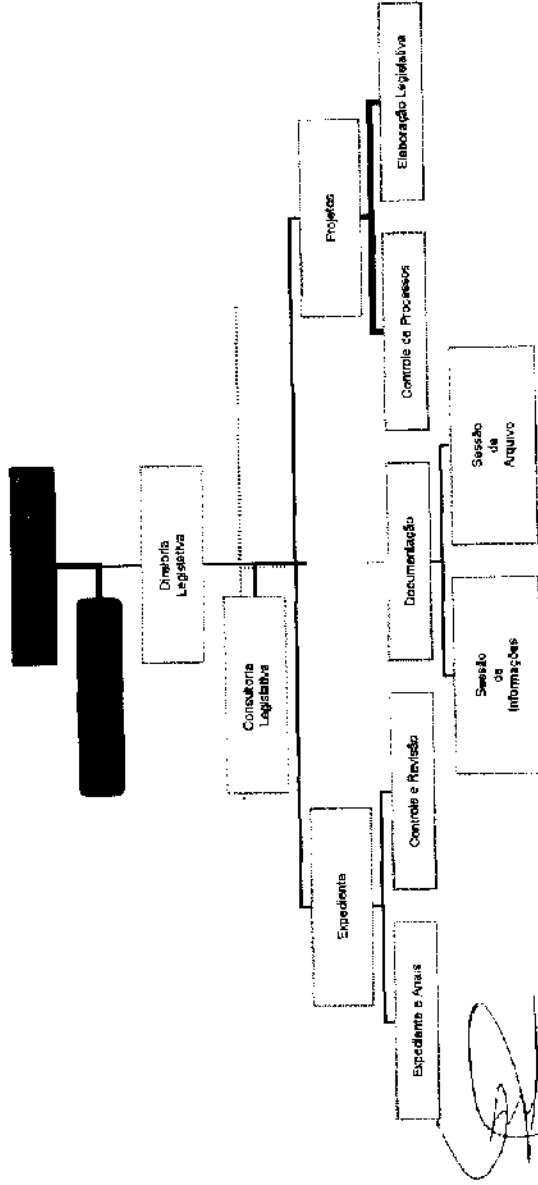 Diretoria
Legislativa
Consultoria
Legislativa
Expediente
Projetos
Expediente e Anais
Controle e Revisão
Documentação
Controle de Processos
Elaboração Legislativa
Sessão
de
Informações
Sessão
de
Arquivo